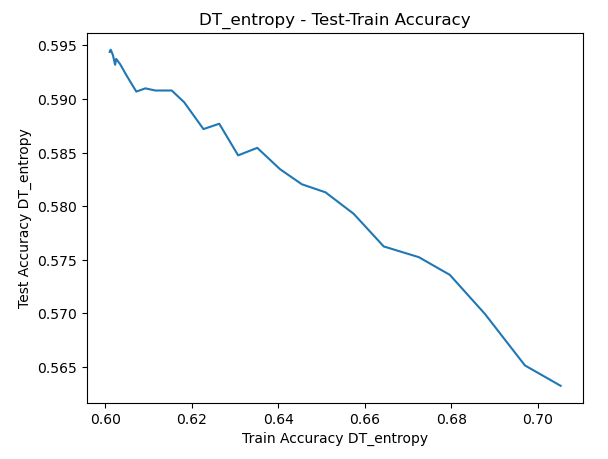 DT_entropy - Test-Train Accuracy
Test Accuracy DT_entropy
0.595
0.590
0.585
0.580
0.575
0.570
0.565
0.60 0.62 0.64 0.66 0.68 0.70
Train Accuracy DT_entropy